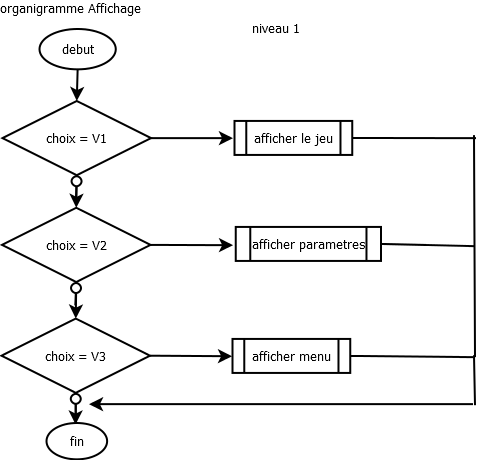 organigramme Affichage
niveau 1
debut
choix = V1
afficher le jeu
choix = V2
afficher parametres
choix = V3
afficher menu
fin